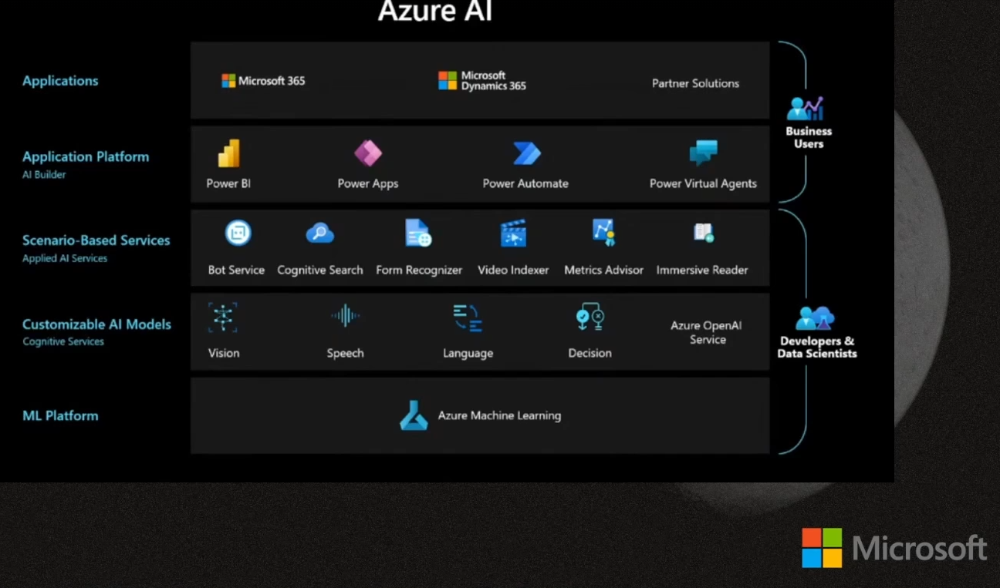 Azure AI
Applications
Microsoft 365
Microsoft
Dynamics 365
Partner Solutions
Business
Users
Application Platform
AI Builder
Power BI
Power Apps
Power Automate
Power Virtual Agents
Scenario-Based Services
Applied AI Services
Bot Service
Cognitive Search
Form Recognizer
Video Indexer
Metrics Advisor
Immersive Reader
Customizable AI Models
Cognitive Services
Vision
Speech
Language
Decision
Azure OpenAI
Service
Developers &
Data Scientists
ML Platform
Azure Machine Learning
Microsoft